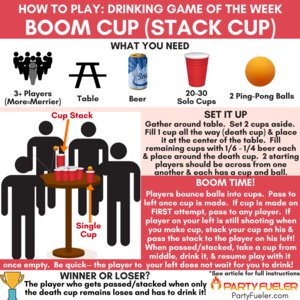 HOW TO PLAY: DRINKING GAME OF THE WEEK
BOOM CUP (STACK CUP)
WHAT YOU NEED
3+ Players
(More=Merrier)
Table
Beer
20-30
Solo Cups
2 Ping-Pong Balls
Cup Stack
Single
Cup
SET IT UP
Gather around table. Set 2 cups aside.
Fill 1 cup all the way (death cup) & place
it at the center of the table. Fill
remaining cups with 1/6 - 1/4 beer each
& place around the death cup. 2 starting
players should be across from one
another & each has a cup and ball.
BOOM TIME!
Players bounce balls into cups. Pass to
left once cup is made. If cup is made on
FIRST attempt, pass to any player. If
player on your left is still shooting when
you make cup, stack your cup on his &
pass the stack to the player on his left!
When passed/stacked, take a cup from
middle, drink it, & resume play with it
once empty. Be quick-- the player to your left does not wait for you to drink!
WINNER OR LOSER?
The player who gets passed/stacked when only
the death cup remains loses and has to drink it!
*See article for full instructions
PARTY FUELER
PartyFueler.com